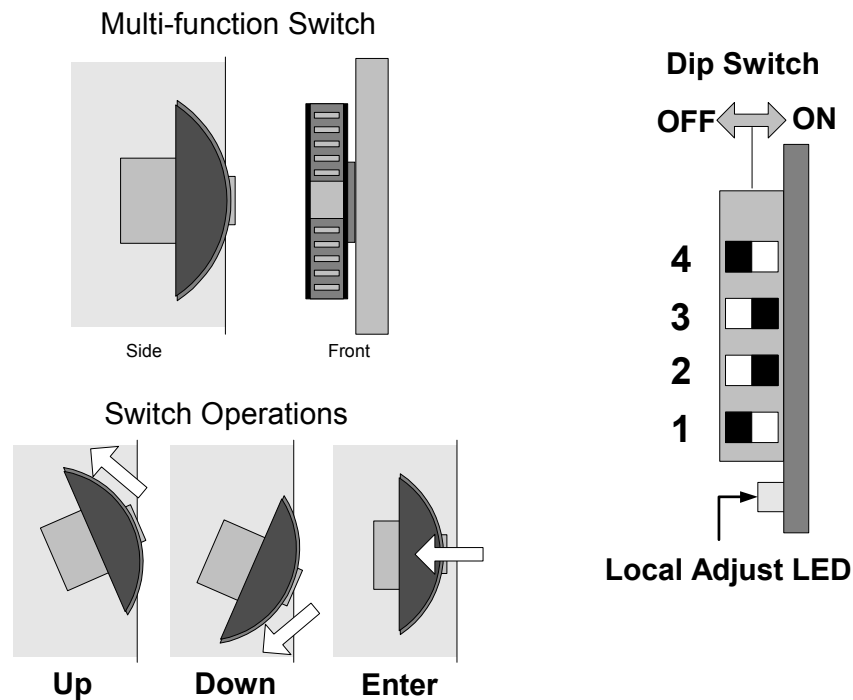 Multi-function Switch
Side
Front
Switch Operations
Up
Down
Enter
Dip Switch
OFF
ON
4
3
2
1
Local Adjust LED